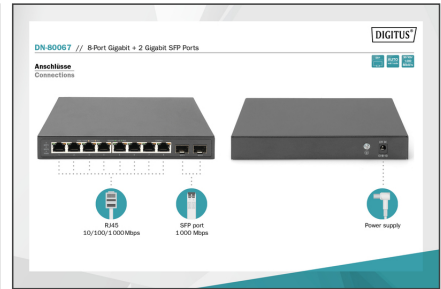 DIGITUS®
DN-80067 // 8-Port Gigabit + 2 Gigabit SFP Ports
Anschlüsse
Connections
RJ45
10/100/1000 Mbps
SFP port
1000 Mbps
Power supply